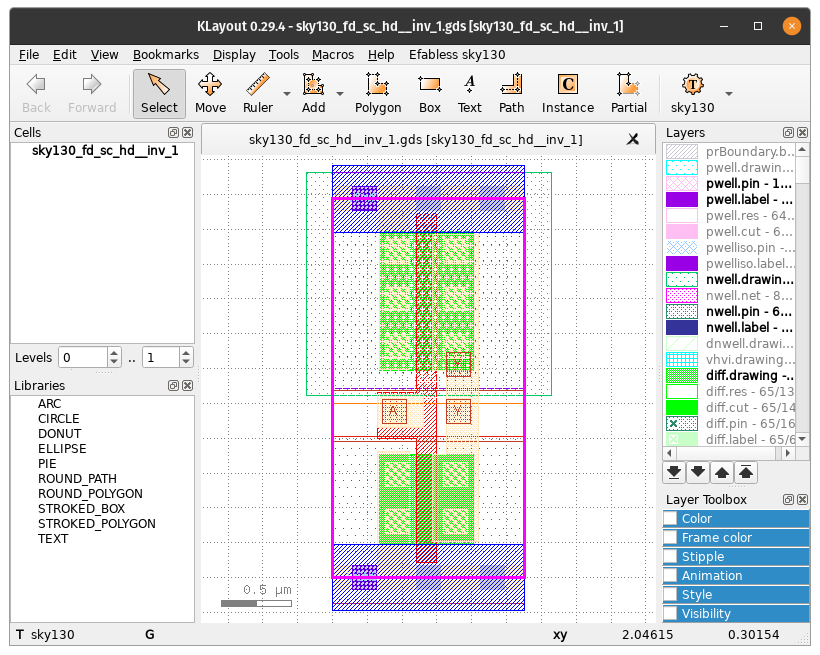 KLayout 0.29.4 - sky130_fd_sc_hd__inv_1.gds [sky130_fd_sc_hd__inv_1]
File Edit View Bookmarks Display Tools Macros Help Efabless sky130
Back Forward Select Move Ruler Add Polygon Box Text Path Instance Partial sky130
Cells
sky130_fd_sc_hd__inv_1
Levels 0 .. 1
Libraries
ARC
CIRCLE
DONUT
ELLIPSE
PIE
ROUND_PATH
ROUND_POLYGON
STROKED_BOX
STROKED_POLYGON
TEXT
sky130_fd_sc_hd__inv_1.gds [sky130_fd_sc_hd__inv_1]
Y
A
Y
0.5 µm
Layers
prBoundary.b...
pwell.drawin...
pwell.pin - 1...
pwell.label - ...
pwell.res - 64...
pwell.cut - 6...
pwelliso.pin -...
pwelliso.label...
nwell.drawin...
nwell.net - 8...
nwell.pin - 6...
nwell.label - ...
dnwell.drawi...
vhvi.drawing...
diff.drawing -...
diff.res - 65/13
diff.cut - 65/14
diff.pin - 65/16
diff.label - 65/6
Layer Toolbox
Color
Frame color
Stipple
Animation
Style
Visibility
T sky130 G xy 2.04615 0.30154